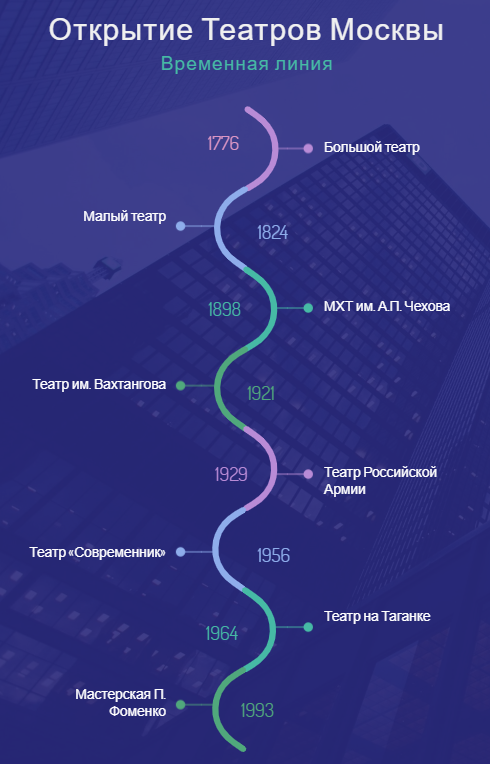 Открытие Театров Москвы
Временная линия
1776
Большой театр
Малый театр
1824
1898
МХТ им. А.П. Чехова
Театр им. Вахтангова
1921
1929
Театр Российской
Армии
Театр «Современник»
1956
1964
Театр на Таганке
Мастерская П.
Фоменко
1993